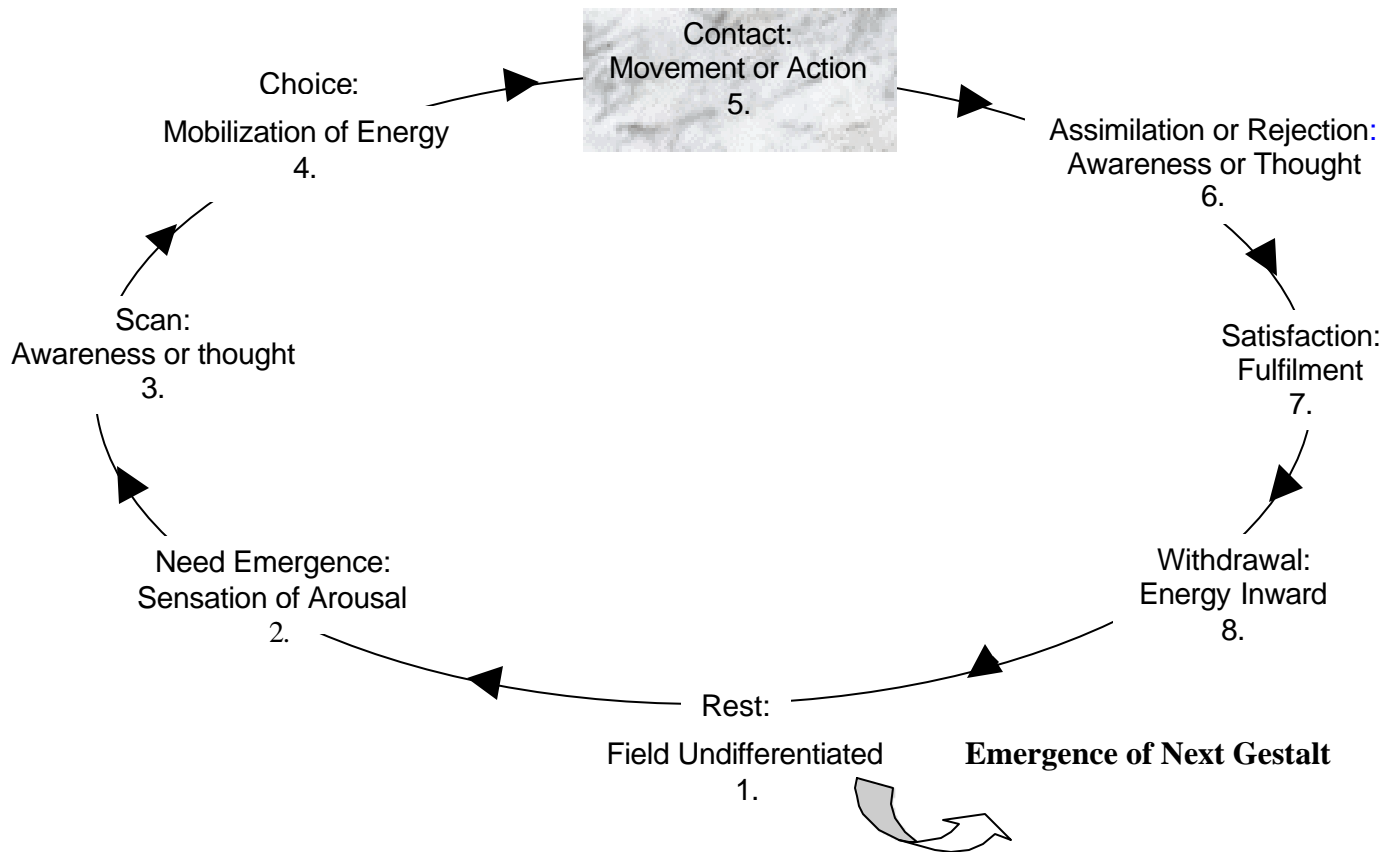 Contact:
Movement or Action
5.
Choice:
Mobilization of Energy
4.
Assimilation or Rejection:
Awareness or Thought
6.
Scan:
Awareness or thought
3.
Satisfaction:
Fulfilment
7.
Need Emergence:
Sensation of Arousal
2.
Withdrawal:
Energy Inward
8.
Rest:
Field Undifferentiated
1.
Emergence of Next Gestalt